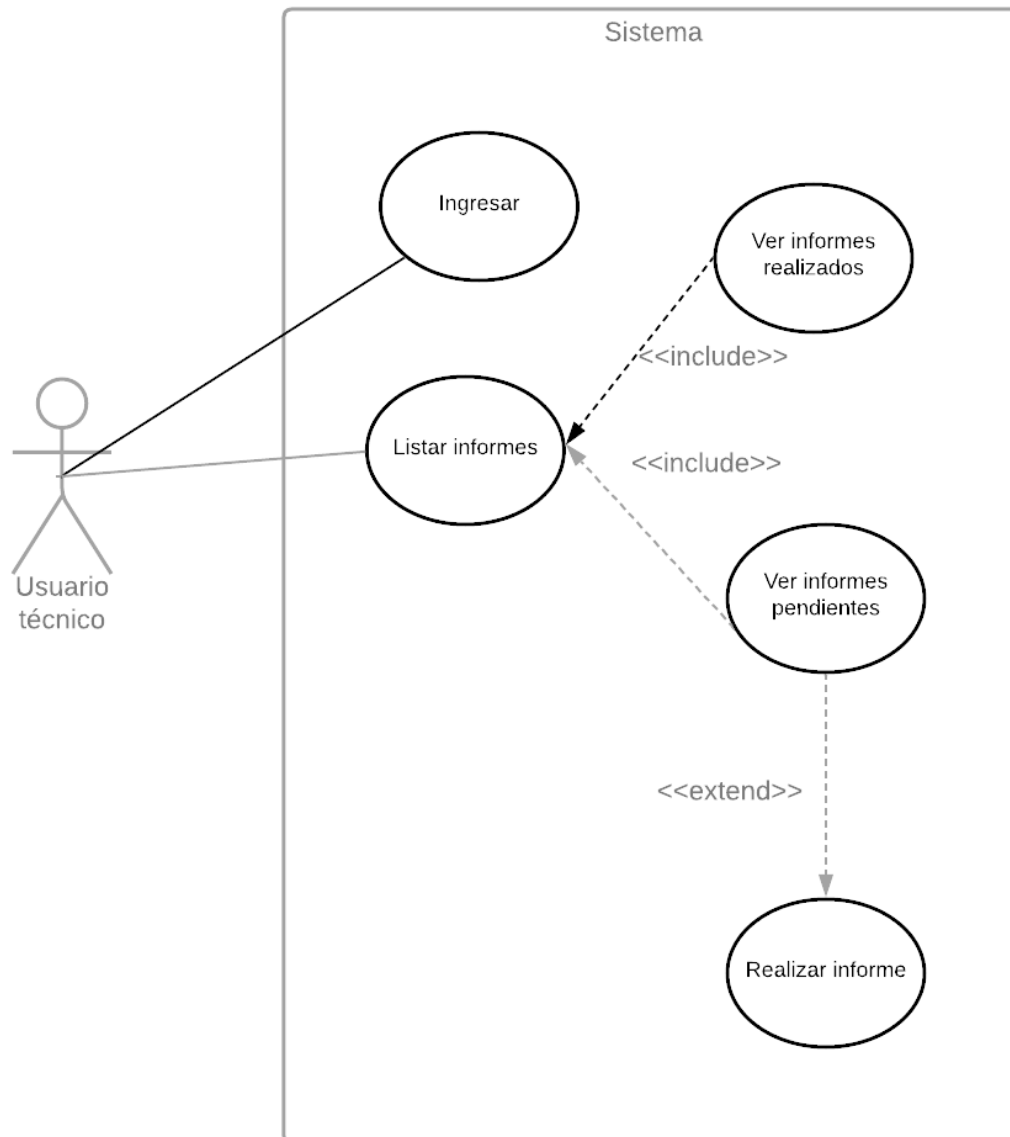 Sistema
Ingresar
Ver informes
realizados
<<include>>
Listar informes
<<include>>
Ver informes
pendientes
Usuario
técnico
<<extend>>
Realizar informe